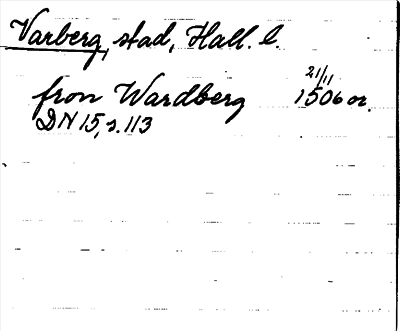 Varberg, stad, Hall. l.
21/11
fron Wardberg 1506 or.
DN 15, s. 113